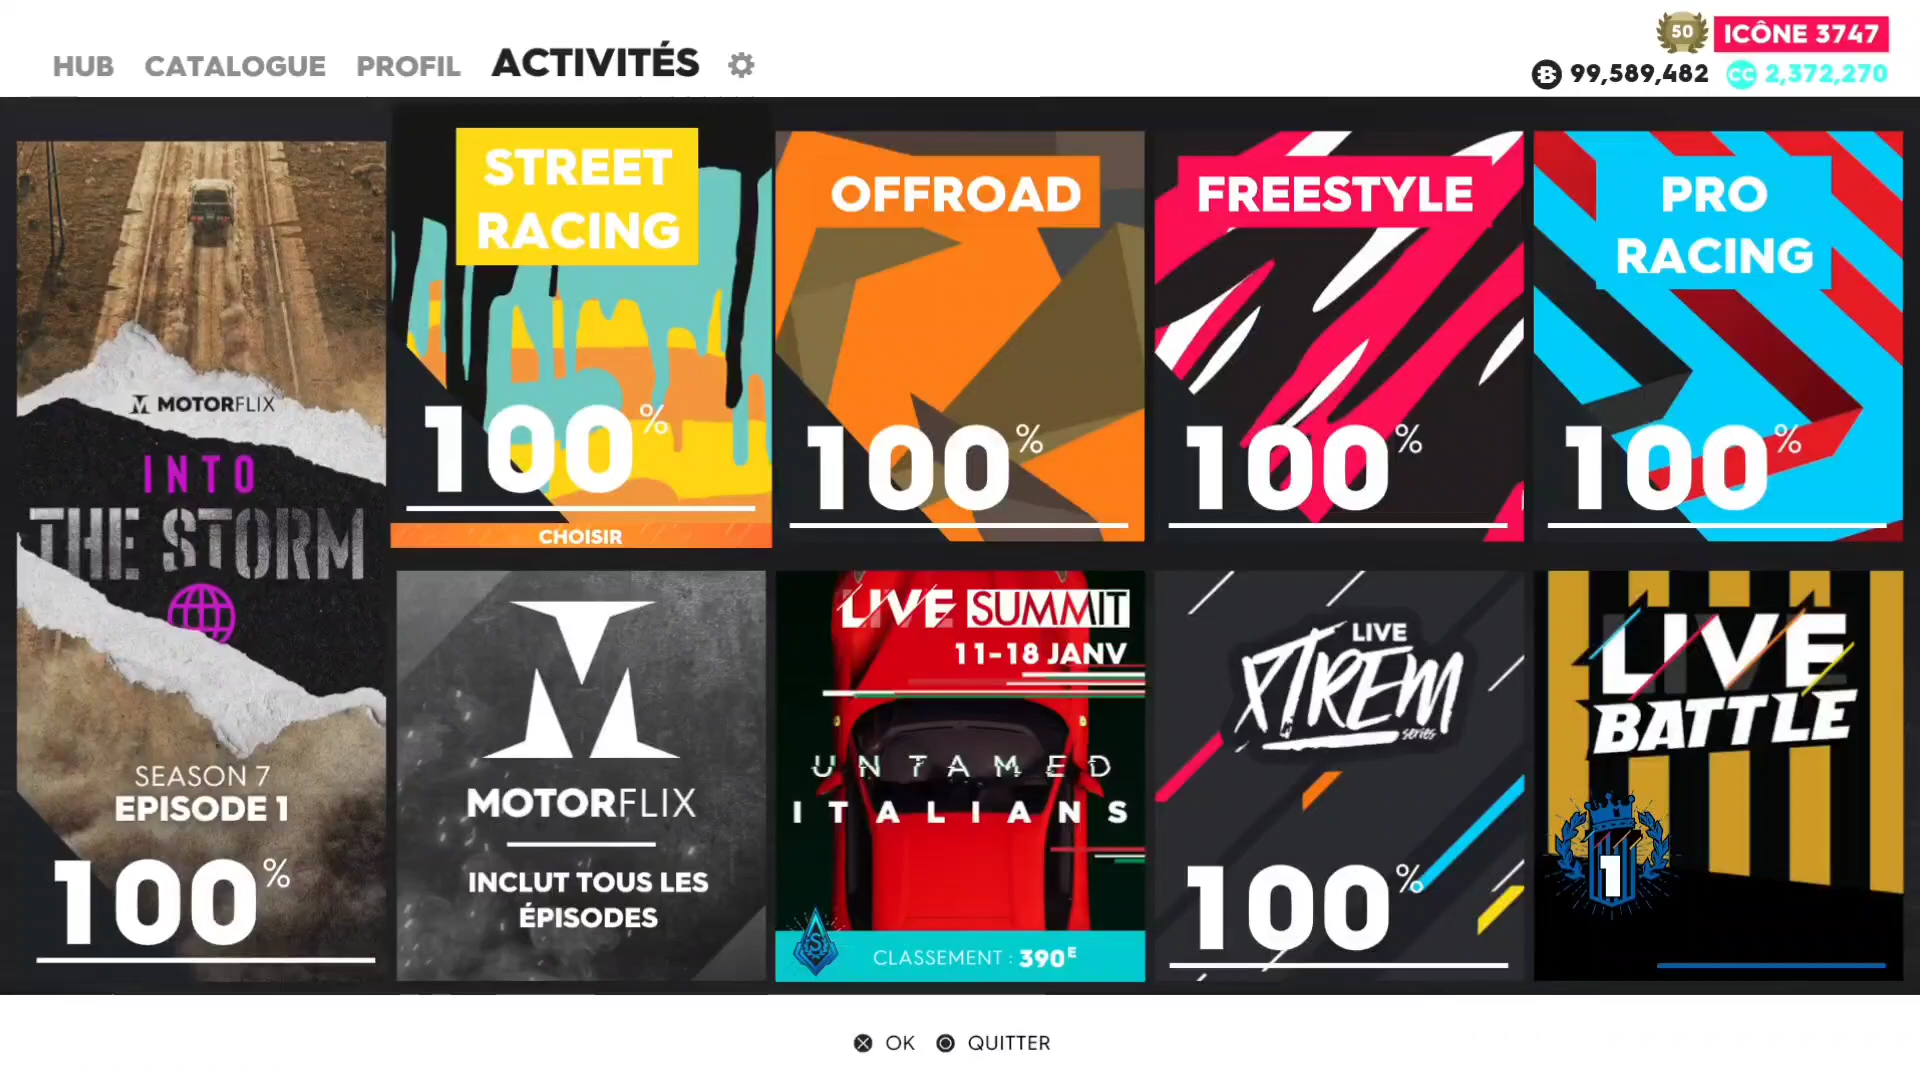 HUB CATALOGUE PROFIL ACTIVITÉS
50 ICÔNE 3747
99,589,482 CC 2,372,270
MOTORFLIX
INTO
THE STORM
SEASON 7
EPISODE 1
100%
STREET
RACING
100%
CHOISIR
OFFROAD
100%
FREESTYLE
100%
PRO
RACING
100%
MOTORFLIX
INCLUT TOUS LES
ÉPISODES
LIVE SUMMIT
11-18 JANV
UNTAMED
ITALIANS
S
CLASSEMENT : 390E
LIVE
XTREM
series
100%
LIVE
BATTLE
1
OK QUITTER